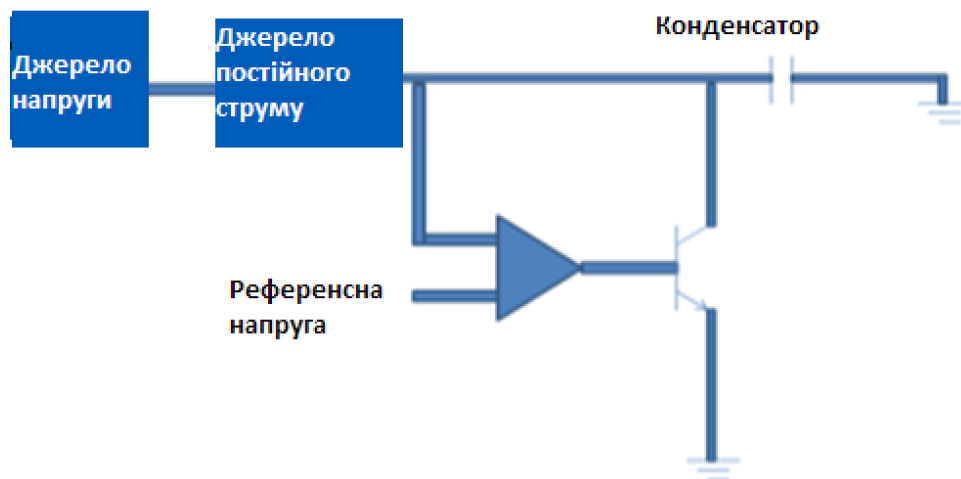 Конденсатор
Джерело
напруги
Джерело
постійного
струму
Референсна
напруга